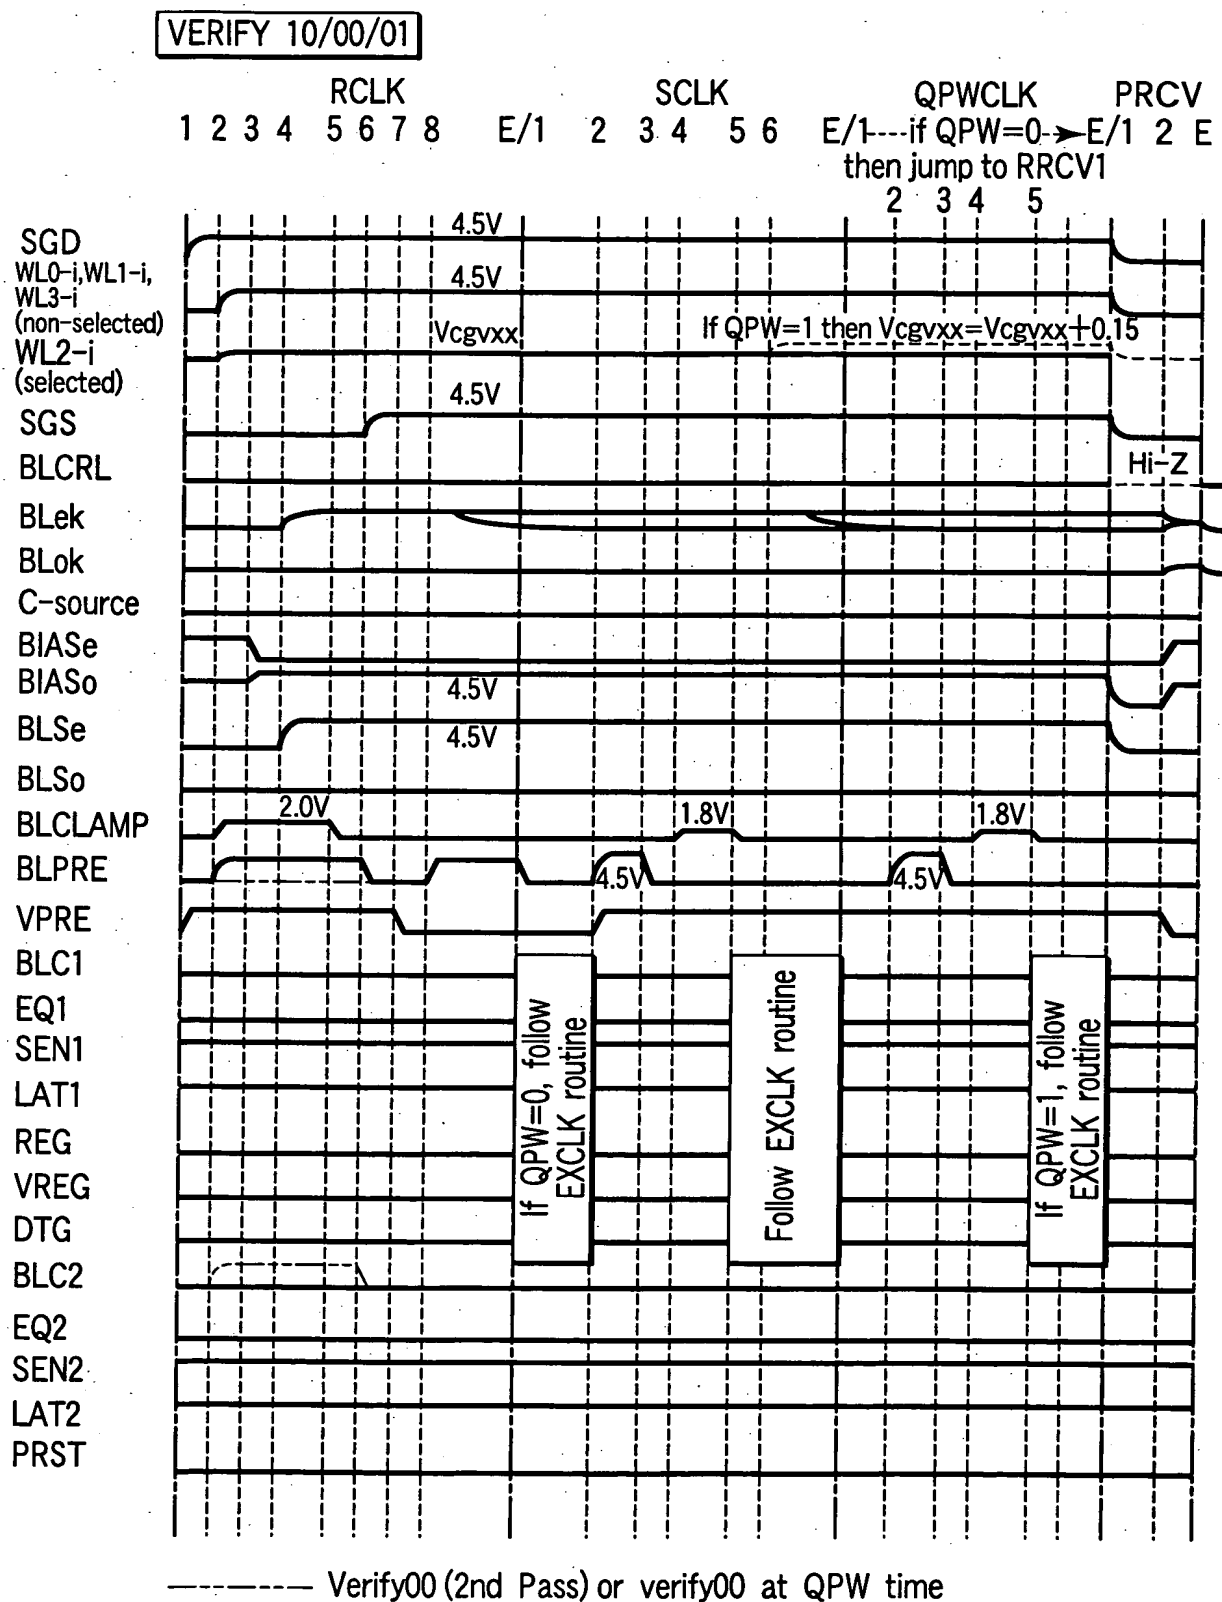 VERIFY 10/00/01
RCLK SCLK QPWCLK PRCV
1 2 3 4 5 6 7 8 E/1 2 3 4 5 6 E/1----if QPW=0-->E/1 2 E
then jump to RRCV1
2 3 4 5
SGD 4.5V
WL0-i,WL1-i,
WL3-i 4.5V
(non-selected)
Vcgvxx If QPW=1 then Vcgvxx=Vcgvxx+0.15
WL2-i
(selected)
4.5V
SGS
BLCRL Hi-Z
BLek
BLok
C-source
BIASe
BIASo 4.5V
BLSe 4.5V
BLSo
BLCLAMP 2.0V 1.8V 1.8V
BLPRE 4.5V 4.5V
VPRE
BLC1
EQ1
SEN1
LAT1
REG
VREG
DTG
BLC2
EQ2
SEN2
LAT2
PRST
If QPW=0, follow
EXCLK routine
Follow EXCLK routine
If QPW=1, follow
EXCLK routine
Verify00 (2nd Pass) or verify00 at QPW time